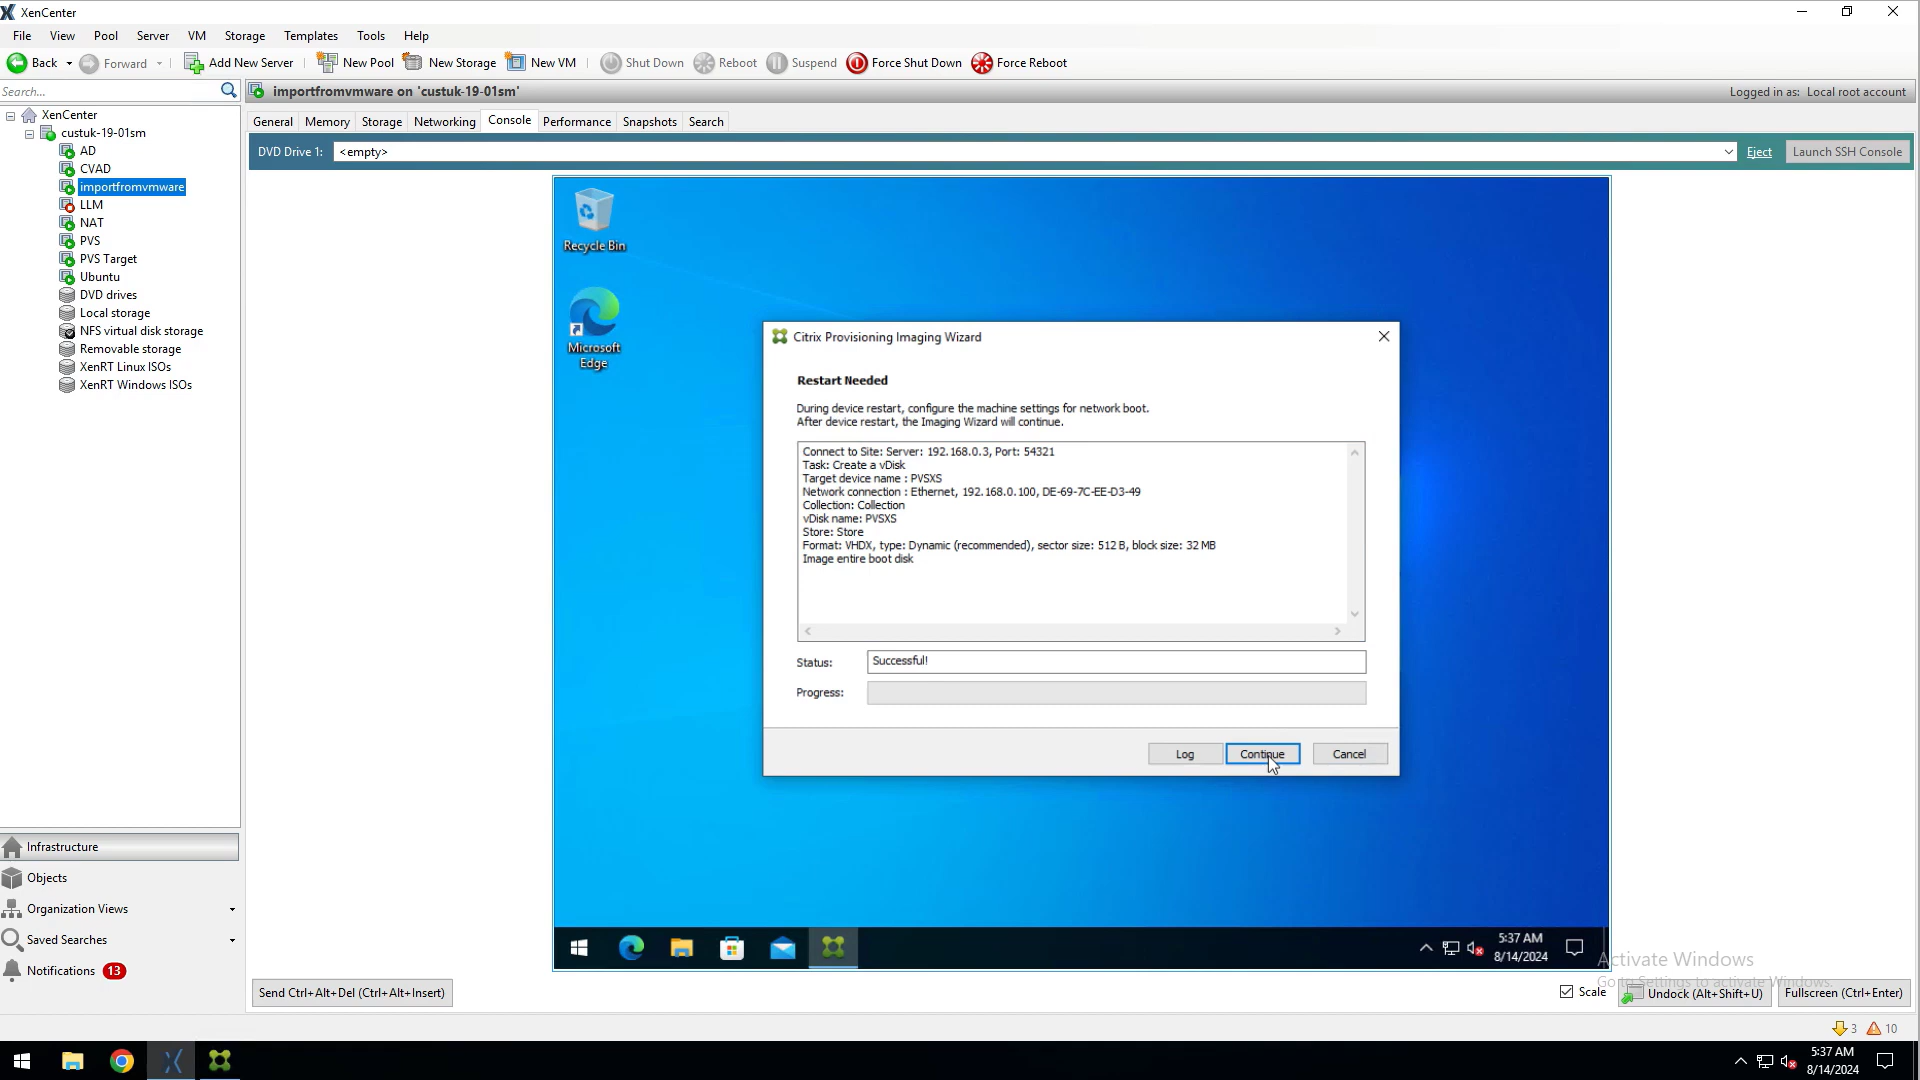 XenCenter
File View Pool Server VM Storage Templates Tools Help
Back Forward Add New Server New Pool New Storage New VM Shut Down Reboot Suspend Force Shut Down Force Reboot
Search...
importfromvmware on 'custuk-19-01sm'
Logged in as: Local root account
XenCenter
custuk-19-01sm
AD
CVAD
importfromvmware
LLM
NAT
PVS
PVS Target
Ubuntu
DVD drives
Local storage
NFS virtual disk storage
Removable storage
XenRT Linux ISOs
XenRT Windows ISOs
General Memory Storage Networking Console Performance Snapshots Search
DVD Drive 1: <empty> Eject Launch SSH Console
Recycle Bin
Microsoft
Edge
Citrix Provisioning Imaging Wizard
Restart Needed
During device restart, configure the machine settings for network boot.
After device restart, the Imaging Wizard will continue.
Connect to Site: Server: 192.168.0.3, Port: 54321
Task: Create a vDisk
Target device name : PVSXS
Network connection : Ethernet, 192.168.0.100, DE-69-7C-EE-D3-49
Collection: Collection
vDisk name: PVSXS
Store: Store
Format: VHDX, type: Dynamic (recommended), sector size: 512 B, block size: 32 MB
Image entire boot disk
Status: Successful!
Progress:
Log Continue Cancel
5:37 AM
8/14/2024
Infrastructure
Objects
Organization Views
Saved Searches
Notifications 13
Activate Windows
Go to Settings to activate Windows.
Send Ctrl+Alt+Del (Ctrl+Alt+Insert)
Scale Undock (Alt+Shift+U) Fullscreen (Ctrl+Enter)
3 10
5:37 AM
8/14/2024